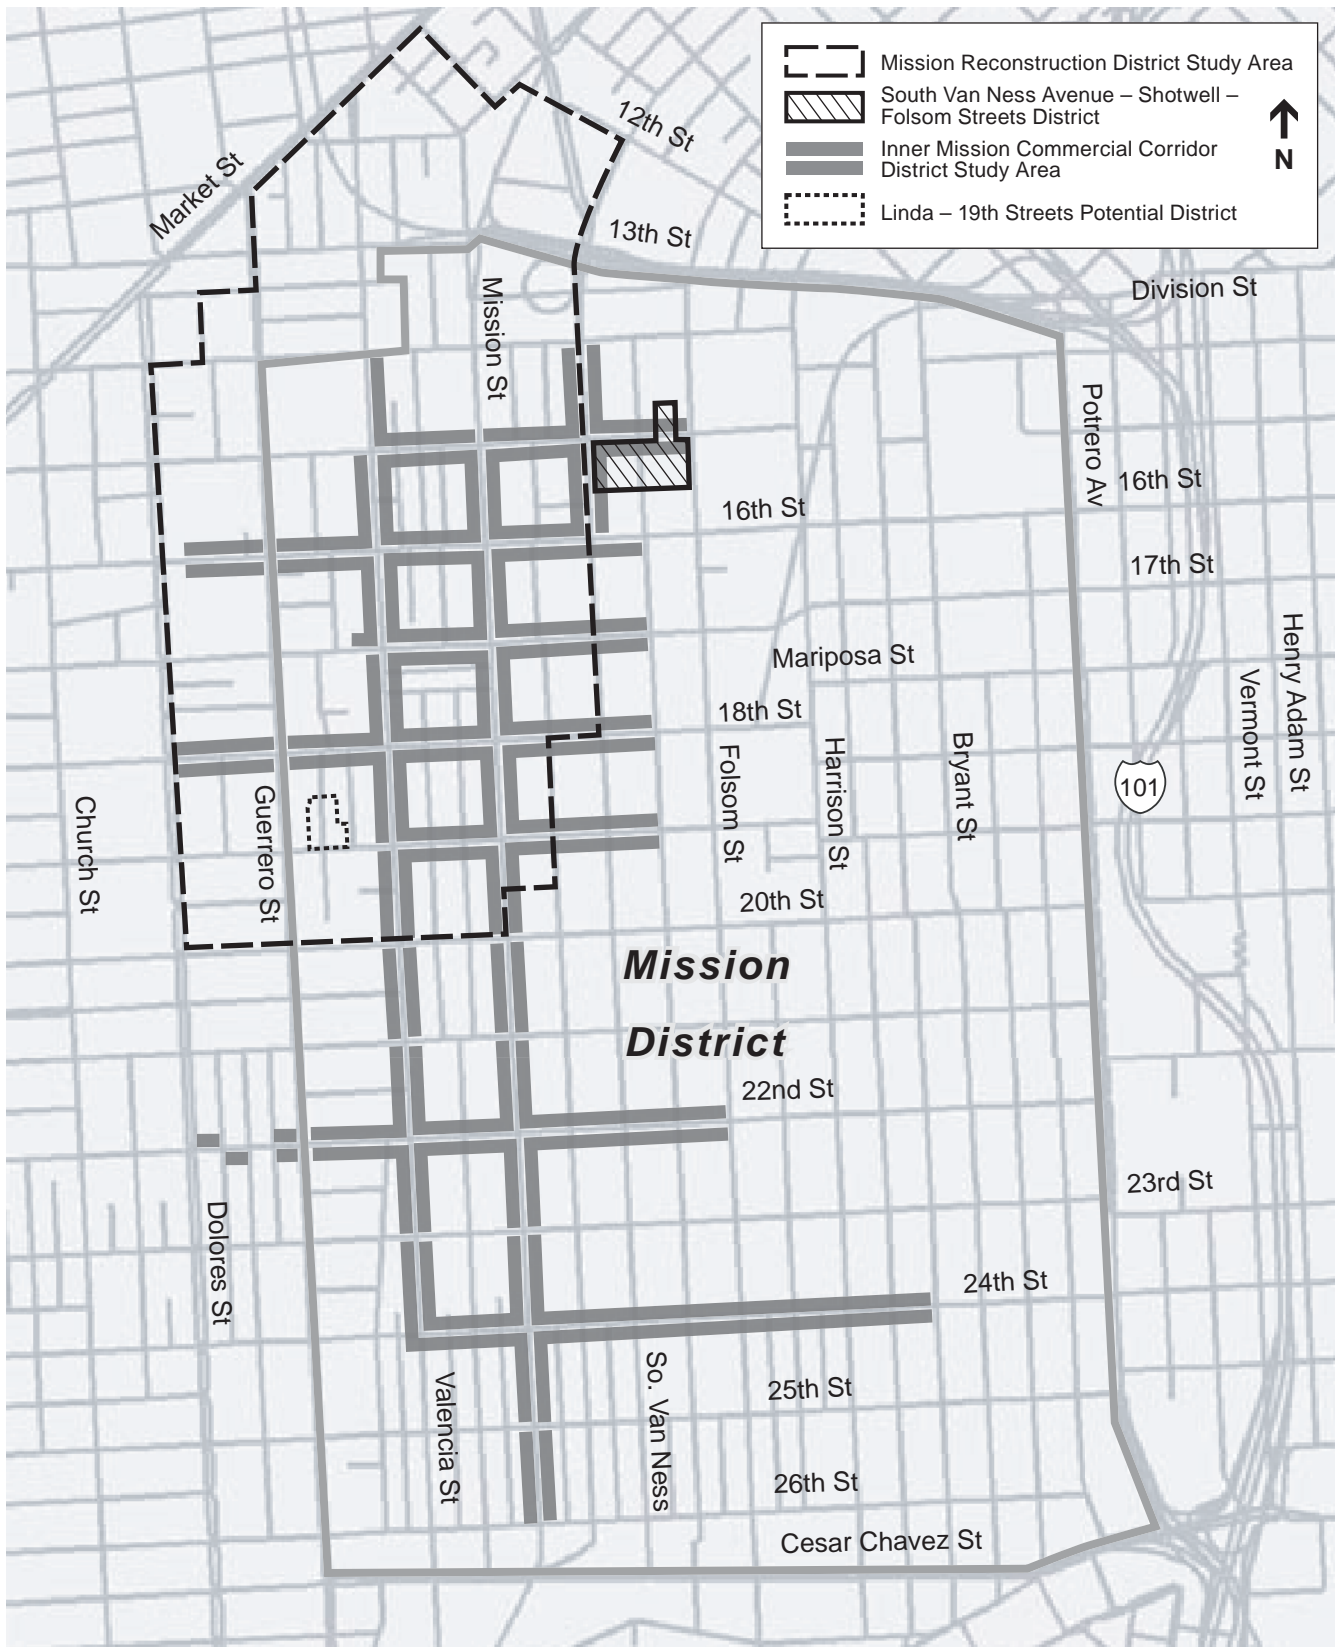 Mission Reconstruction District Study Area
South Van Ness Avenue – Shotwell –
Folsom Streets District
Inner Mission Commercial Corridor
District Study Area
Linda – 19th Streets Potential District
N
12th St
Market St
13th St
Division St
Mission St
Potrero Av
16th St
16th St
17th St
Henry Adam St
Mariposa St
Vermont St
18th St
Folsom St
Harrison St
Bryant St
101
Church St
Guerrero St
20th St
Mission
District
22nd St
23rd St
Dolores St
24th St
So. Van Ness
Valencia St
25th St
26th St
Cesar Chavez St